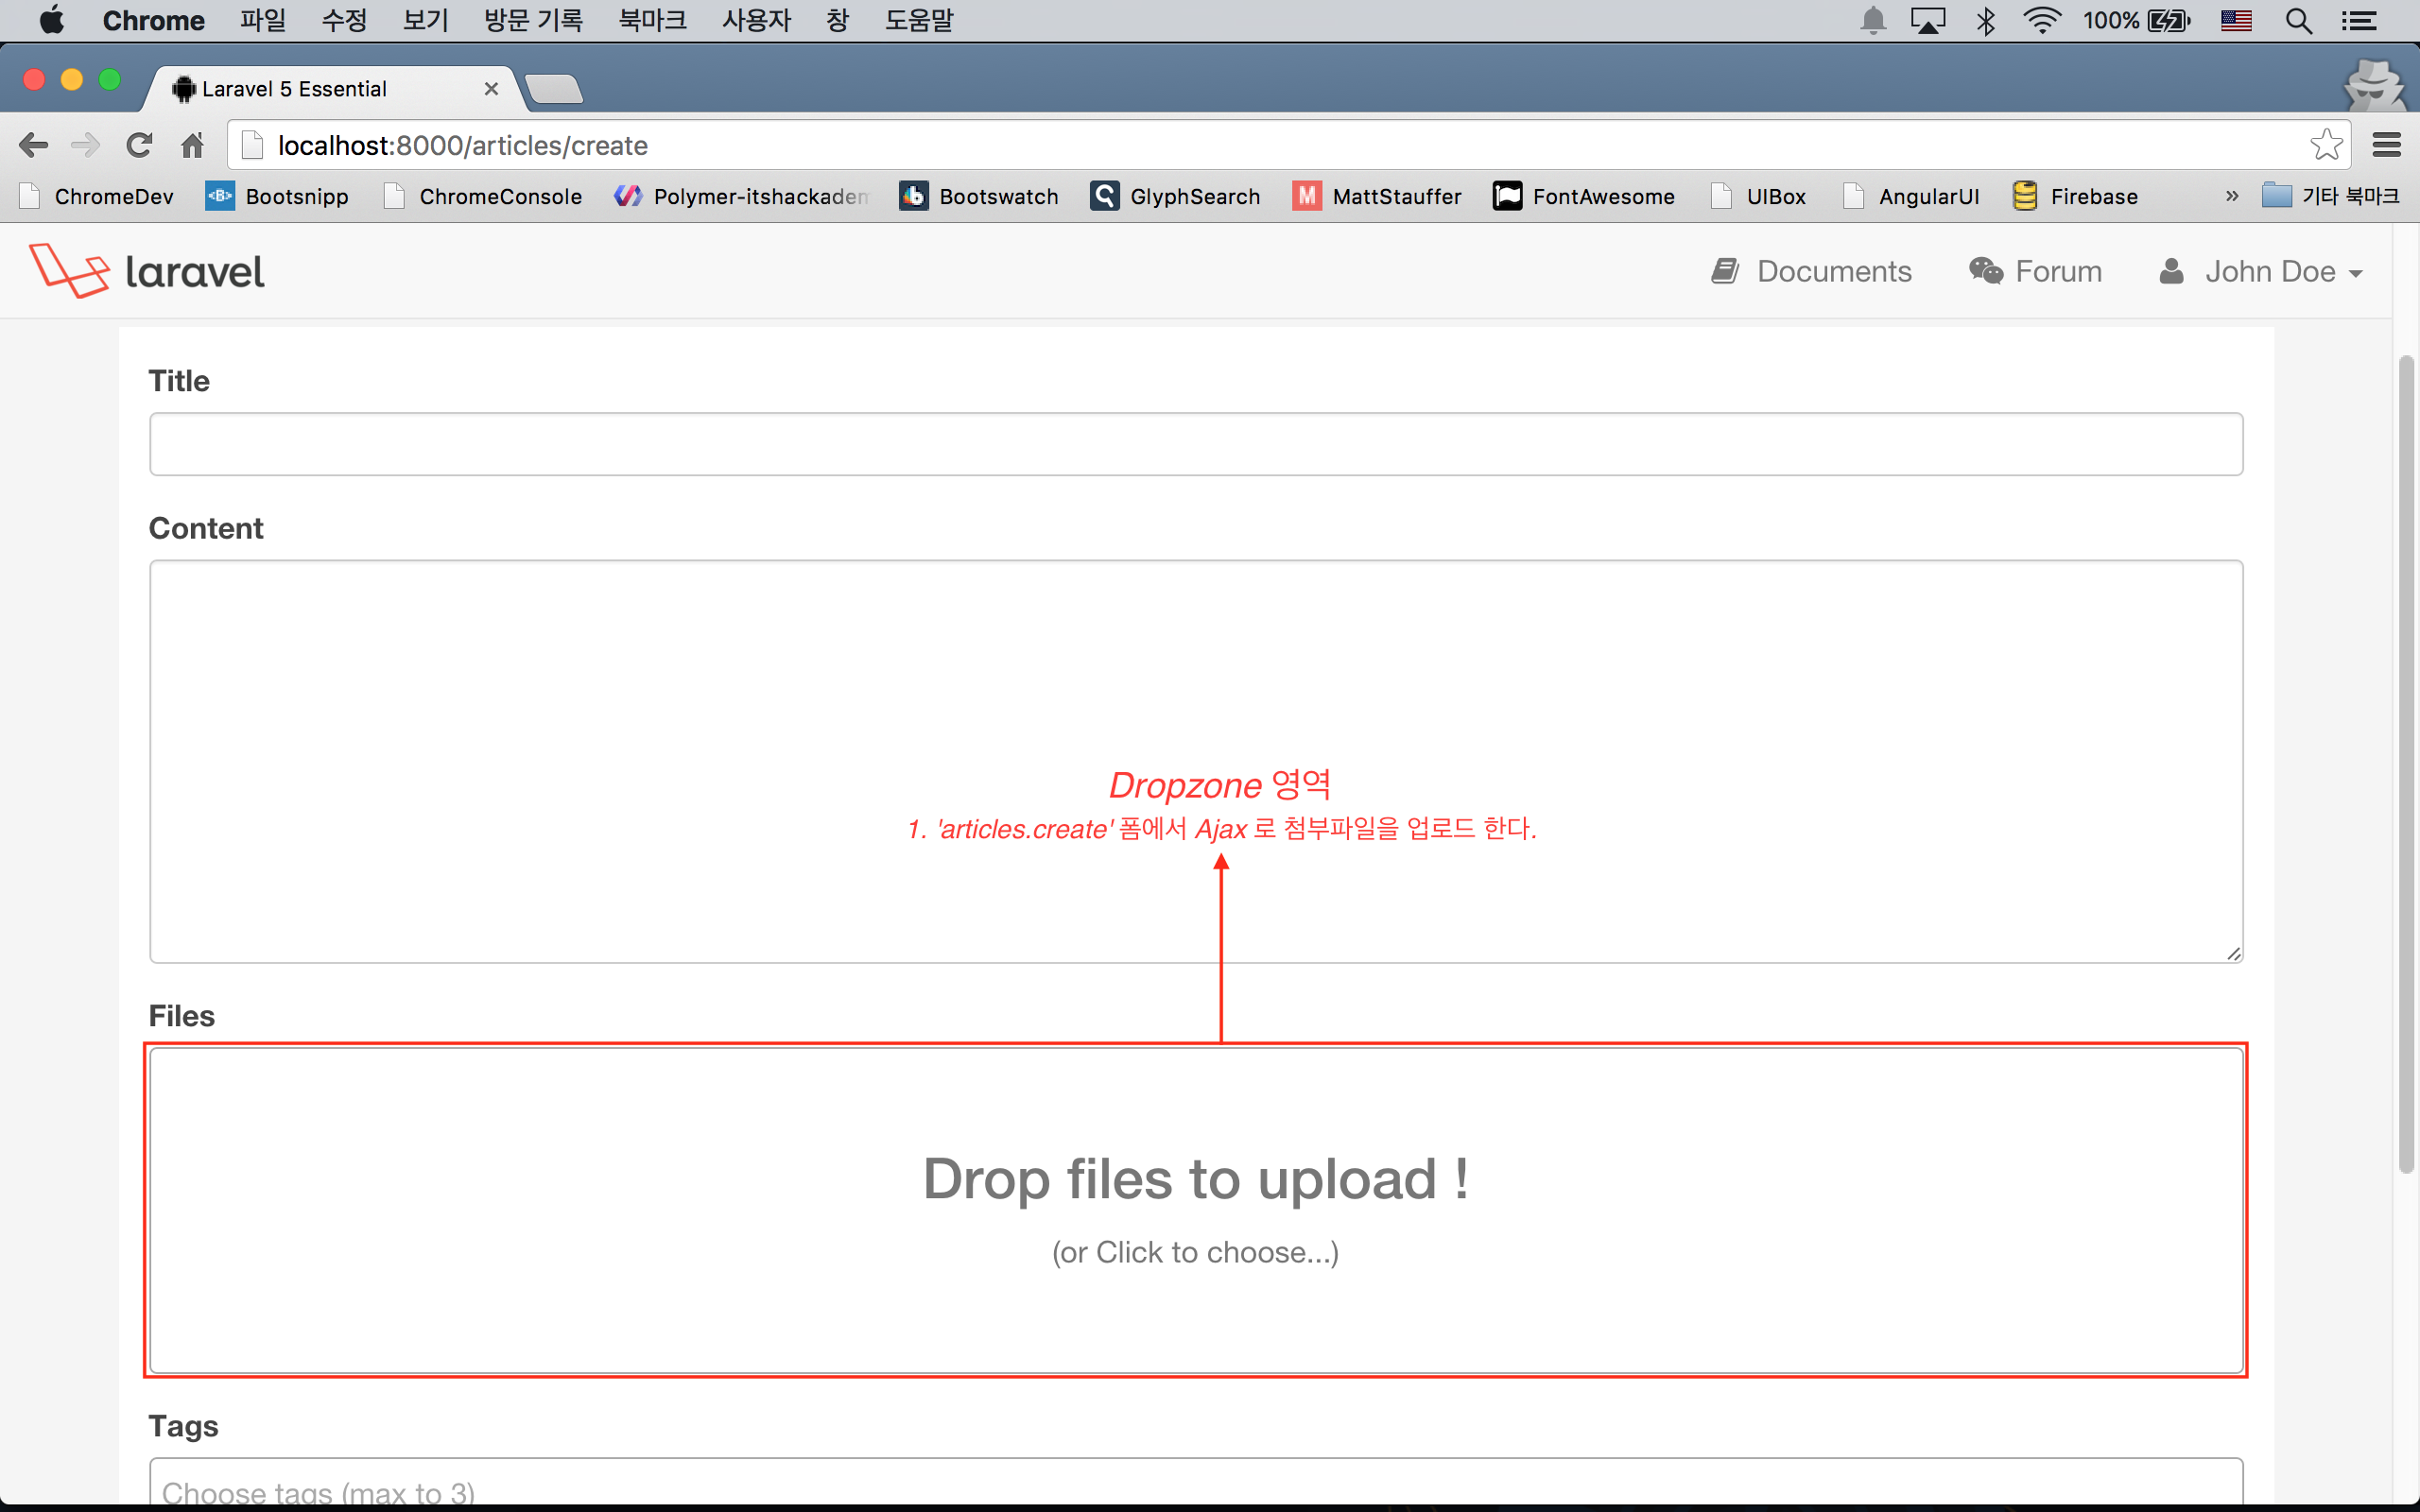 Chrome 파일 수정 보기 방문 기록 북마크 사용자 창 도움말 100%
Laravel 5 Essential
localhost:8000/articles/create
ChromeDev Bootsnipp ChromeConsole Polymer-itshackadem Bootswatch GlyphSearch MattStauffer FontAwesome UIBox AngularUI Firebase » 기타 북마크
laravel Documents Forum John Doe
Title
Content
Dropzone 영역
1. 'articles.create' 폼에서 Ajax 로 첨부파일을 업로드 한다.
Files
Drop files to upload !
(or Click to choose...)
Tags
Choose tags (max to 3)